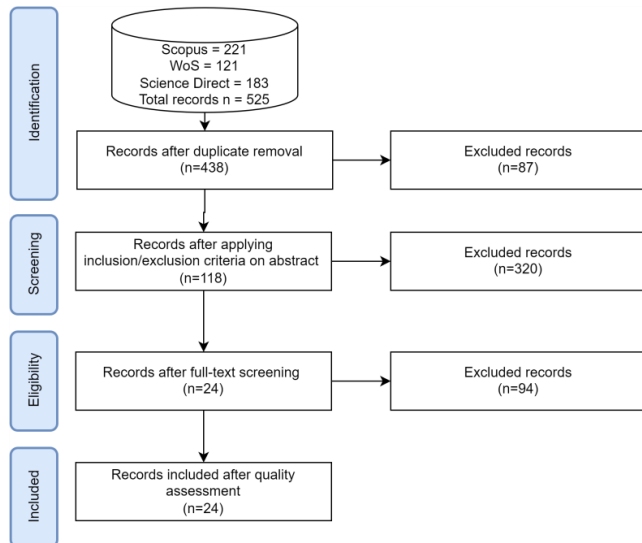 Identification
Scopus = 221
WoS = 121
Science Direct = 183
Total records n = 525
Records after duplicate removal
(n=438)
Excluded records
(n=87)
Screening
Records after applying
inclusion/exclusion criteria on abstract
(n=118)
Excluded records
(n=320)
Eligibility
Records after full-text screening
(n=24)
Excluded records
(n=94)
Included
Records included after quality
assessment
(n=24)